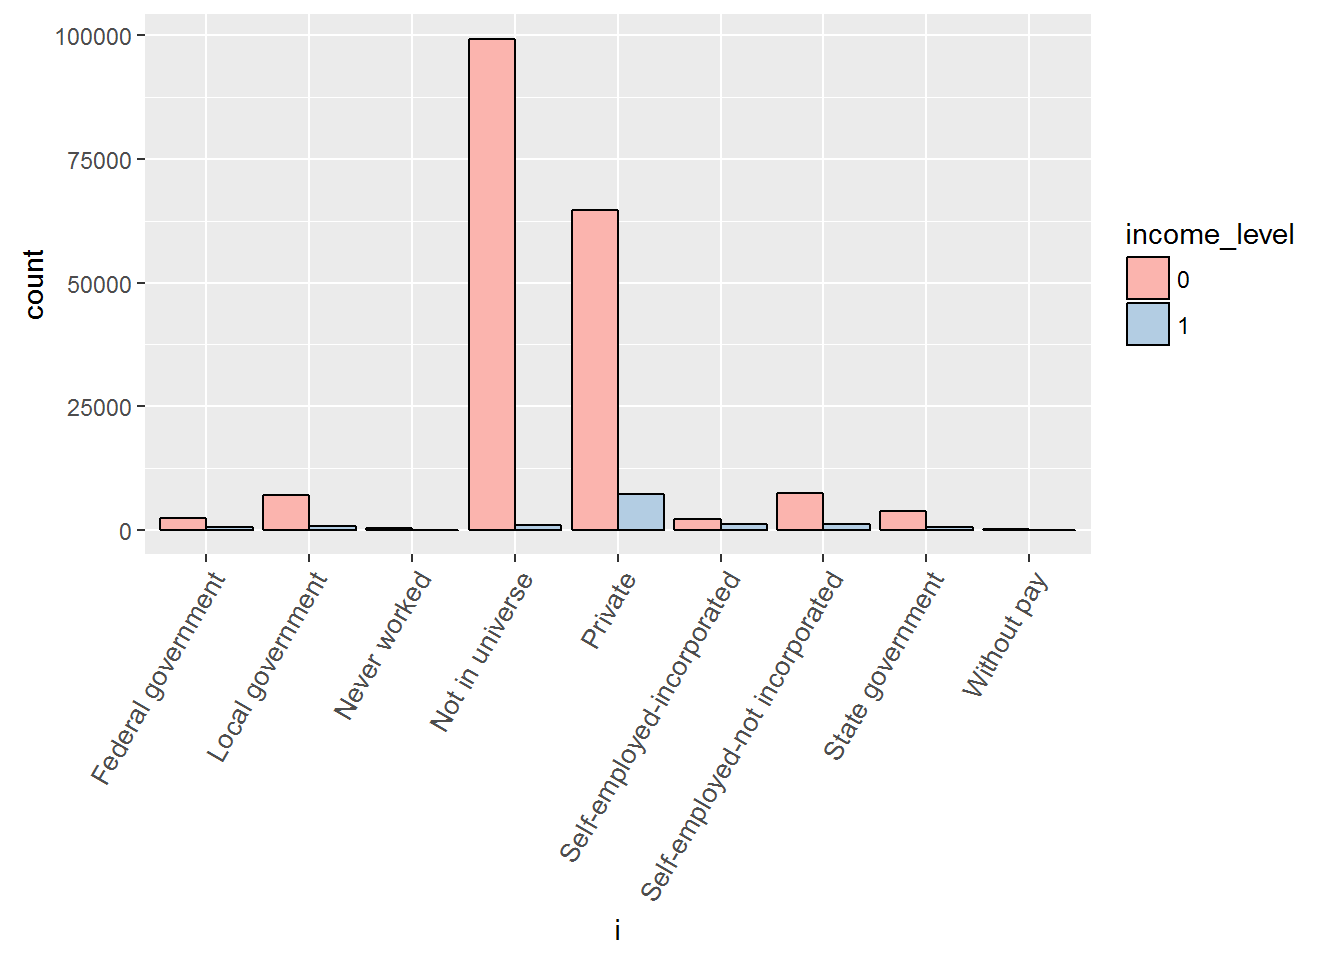 100000
75000
50000
25000
0
count
Federal government
Local government
Never worked
Not in universe
Private
Self-employed-incorporated
Self-employed-not incorporated
State government
Without pay
i
income_level
0
1